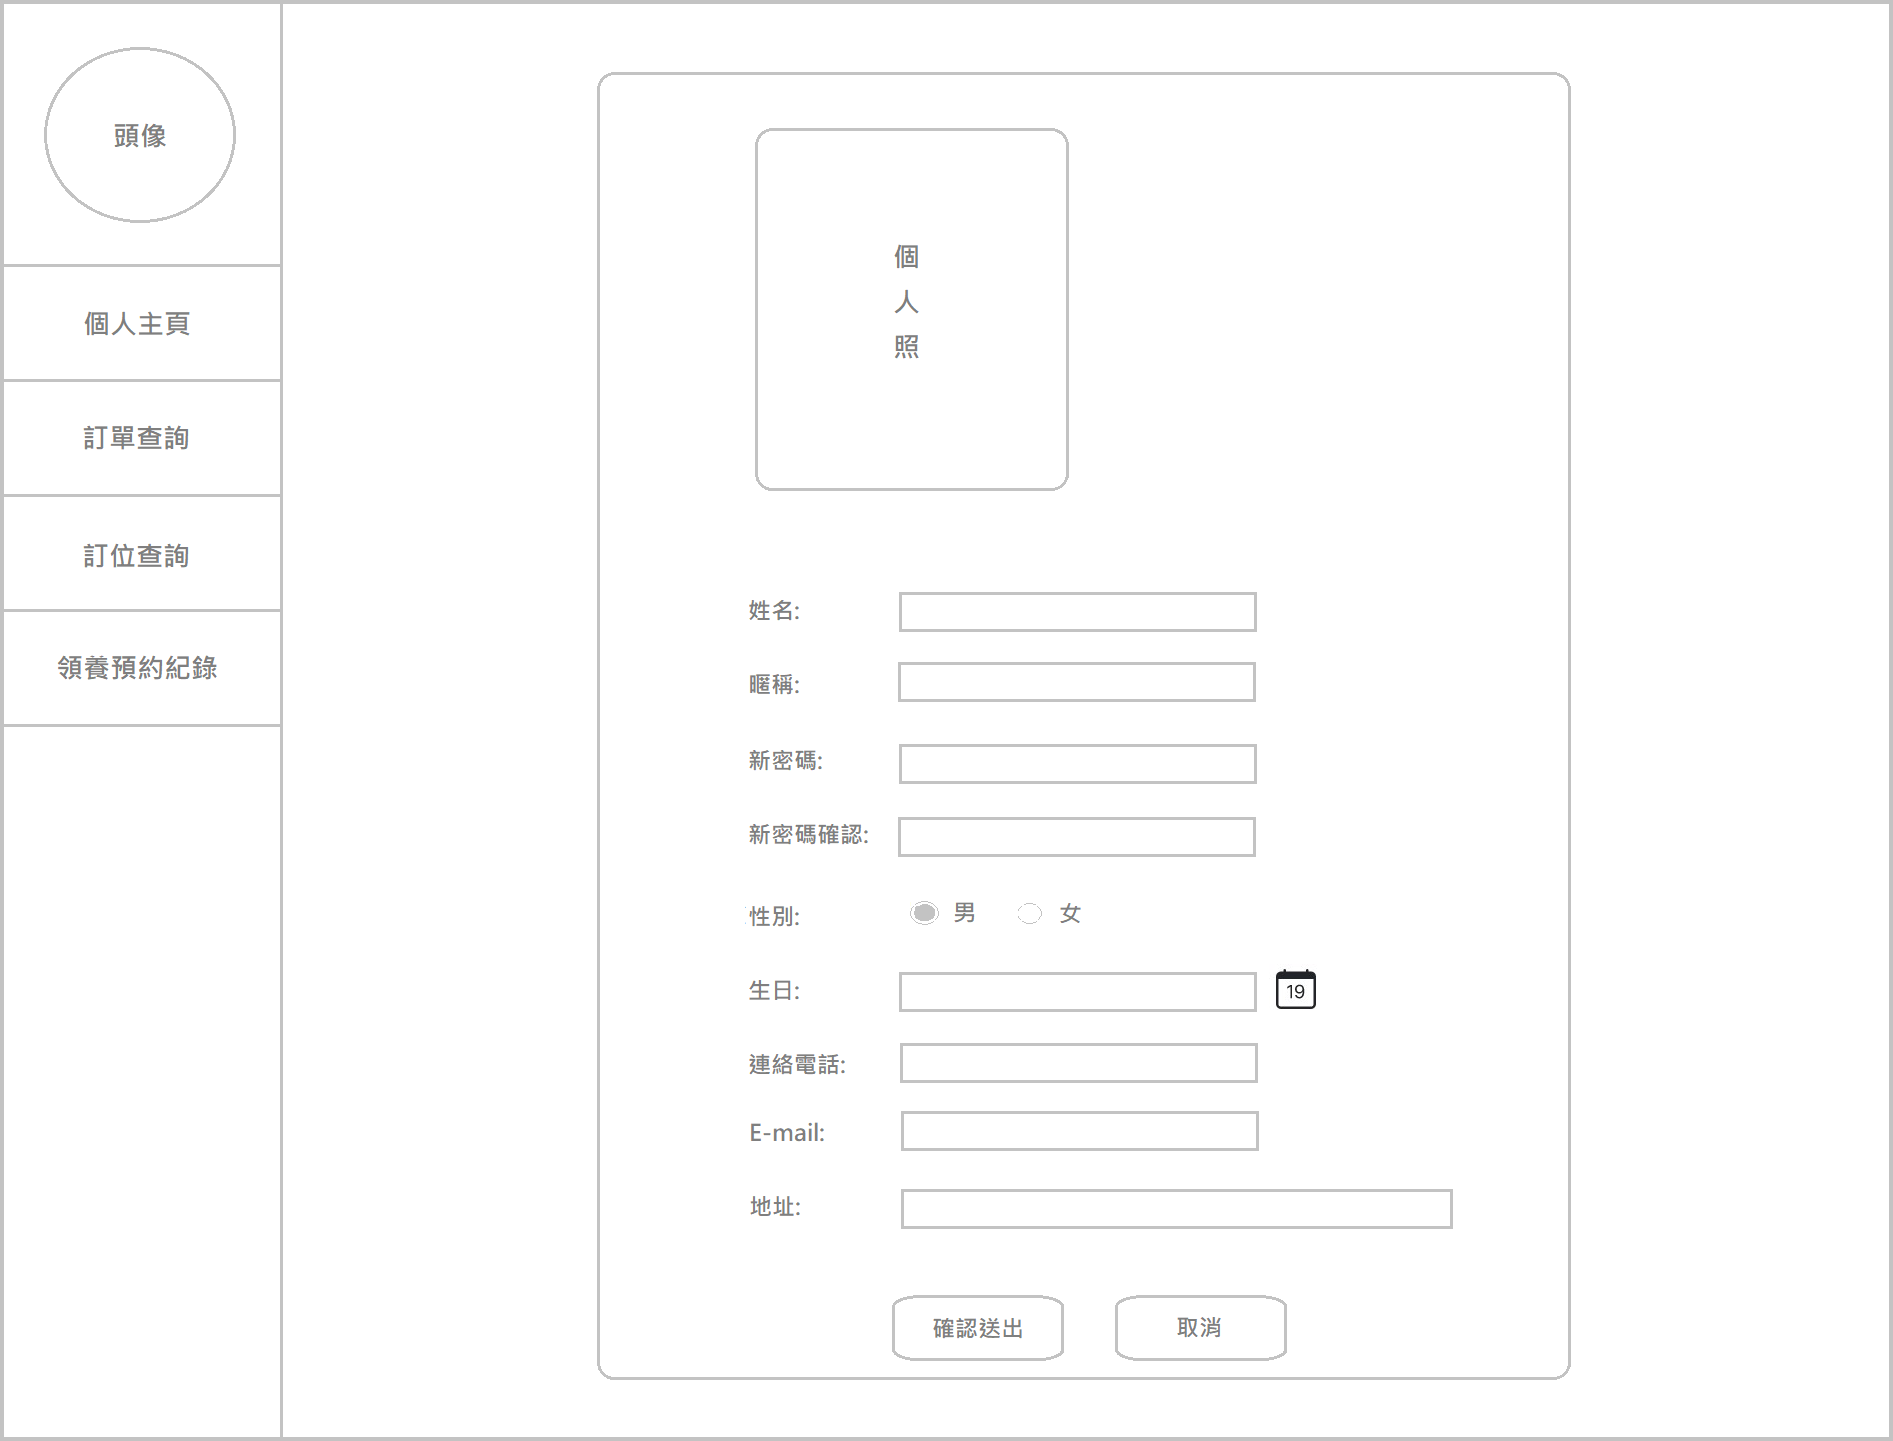 頭像
個人主頁
訂單查詢
訂位查詢
領養預約紀錄
個
人
照
姓名:
暱稱:
新密碼:
新密碼確認:
性別: 男 女
生日: 19
連絡電話:
E-mail:
地址:
確認送出 取消